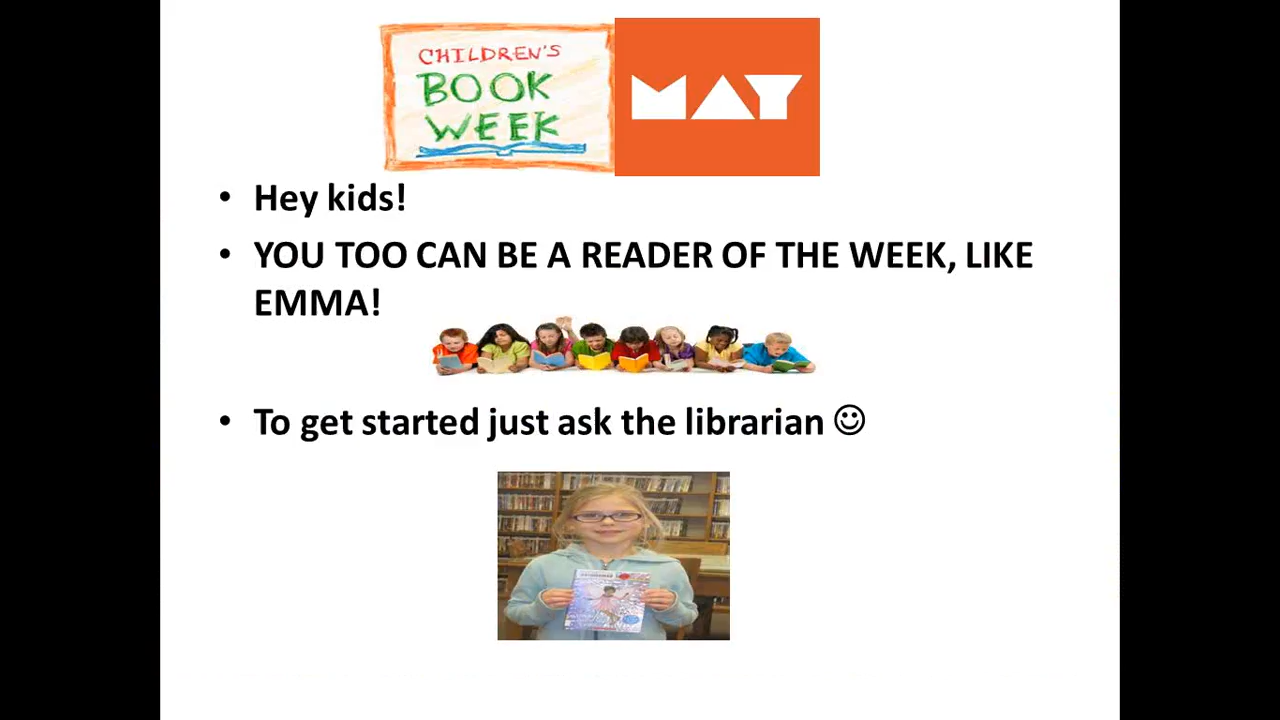 CHILDREN'S
BOOK
WEEK
MAY
• Hey kids!
• YOU TOO CAN BE A READER OF THE WEEK, LIKE
EMMA!
• To get started just ask the librarian ☺